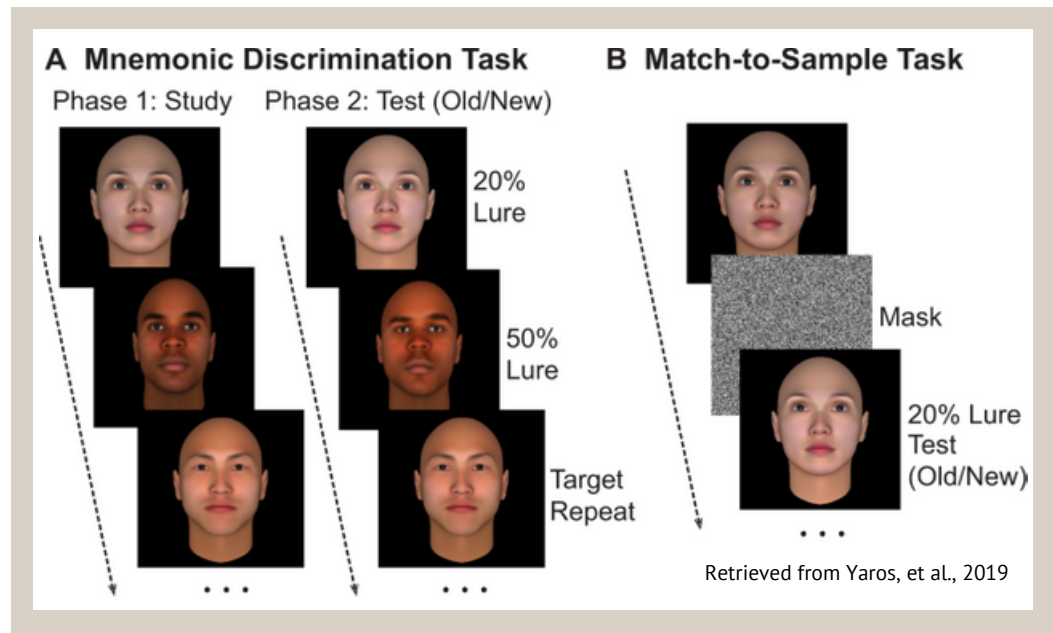 A Mnemonic Discrimination Task
Phase 1: Study
Phase 2: Test (Old/New)
20%
Lure
50%
Lure
Target
Repeat
. . .
. . .
B Match-to-Sample Task
Mask
20% Lure
Test
(Old/New)
. . .
Retrieved from Yaros, et al., 2019